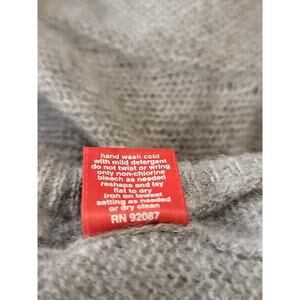 hand wash cold
with mild detergent
do not twist or wring
only non-chlorine
bleach as needed
reshape and lay
flat to dry
iron on lowest
setting as needed
or dry clean
RN 92087